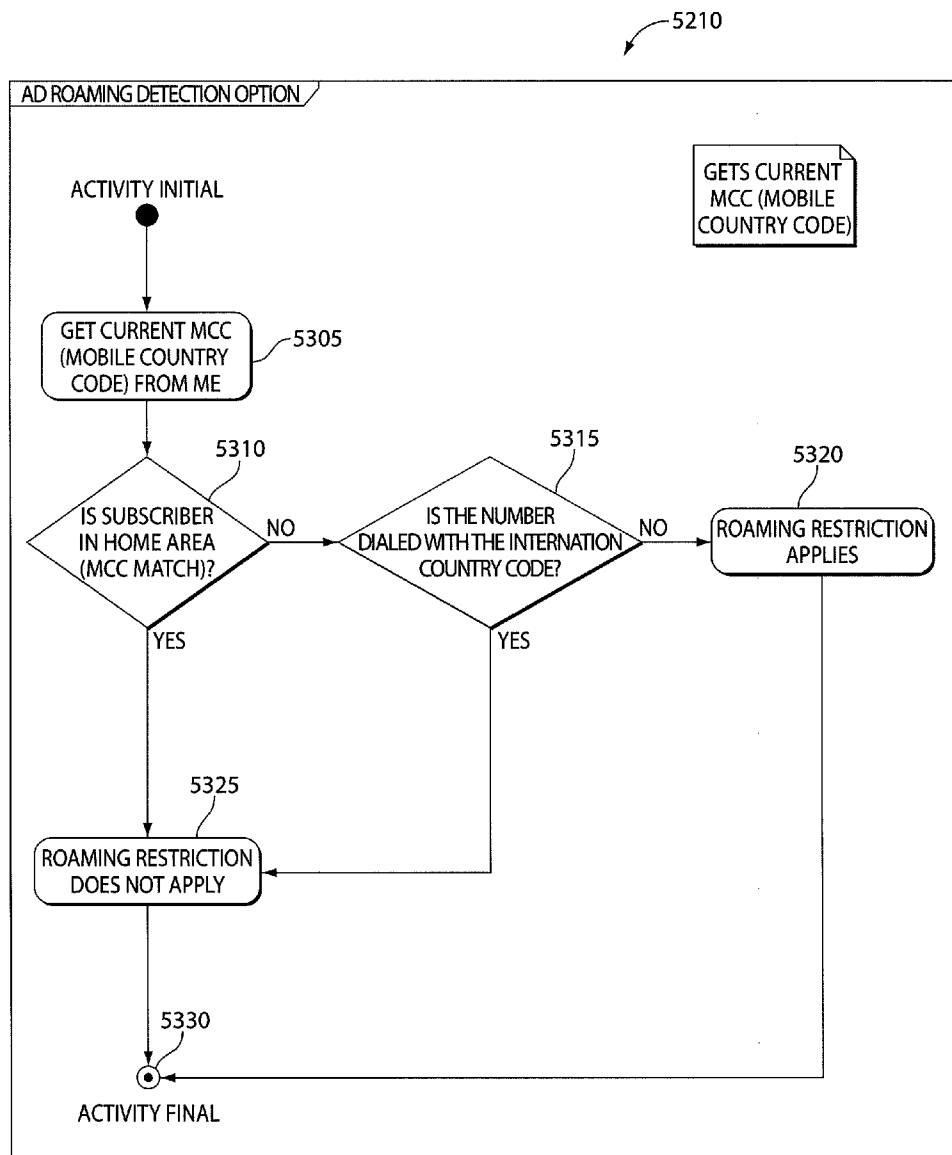 5210
AD ROAMING DETECTION OPTION
GETS CURRENT
MCC (MOBILE
COUNTRY CODE)
ACTIVITY INITIAL
GET CURRENT MCC
(MOBILE COUNTRY
CODE) FROM ME
5305
5310
IS SUBSCRIBER
IN HOME AREA
(MCC MATCH)?
NO
YES
5315
IS THE NUMBER
DIALED WITH THE INTERNATION
COUNTRY CODE?
NO
YES
5320
ROAMING RESTRICTION
APPLIES
5325
ROAMING RESTRICTION
DOES NOT APPLY
5330
ACTIVITY FINAL